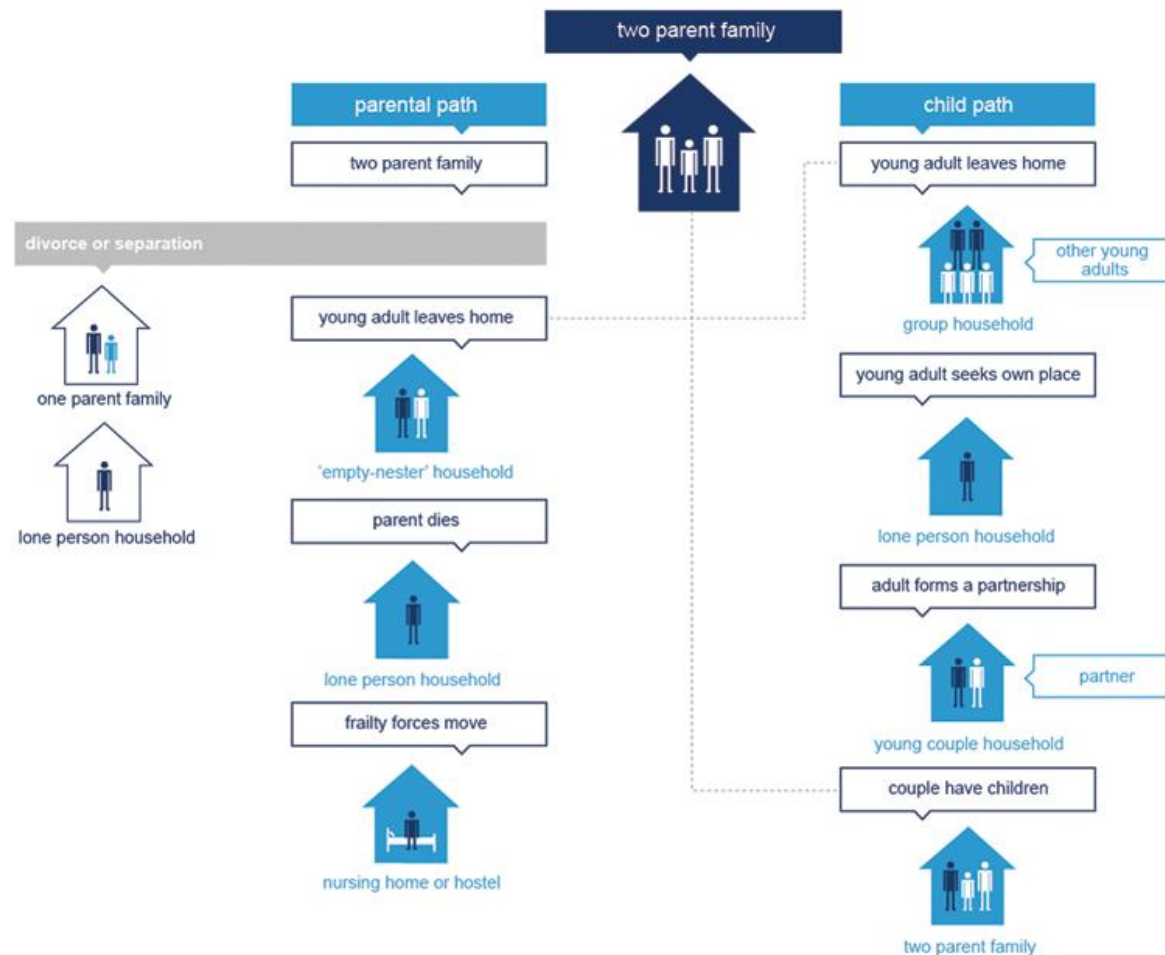 two parent family
parental path
two parent family
divorce or separation
one parent family
lone person household
young adult leaves home
'empty-nester' household
parent dies
lone person household
frailty forces move
nursing home or hostel
child path
young adult leaves home
other young
adults
group household
young adult seeks own place
lone person household
adult forms a partnership
partner
young couple household
couple have children
two parent family